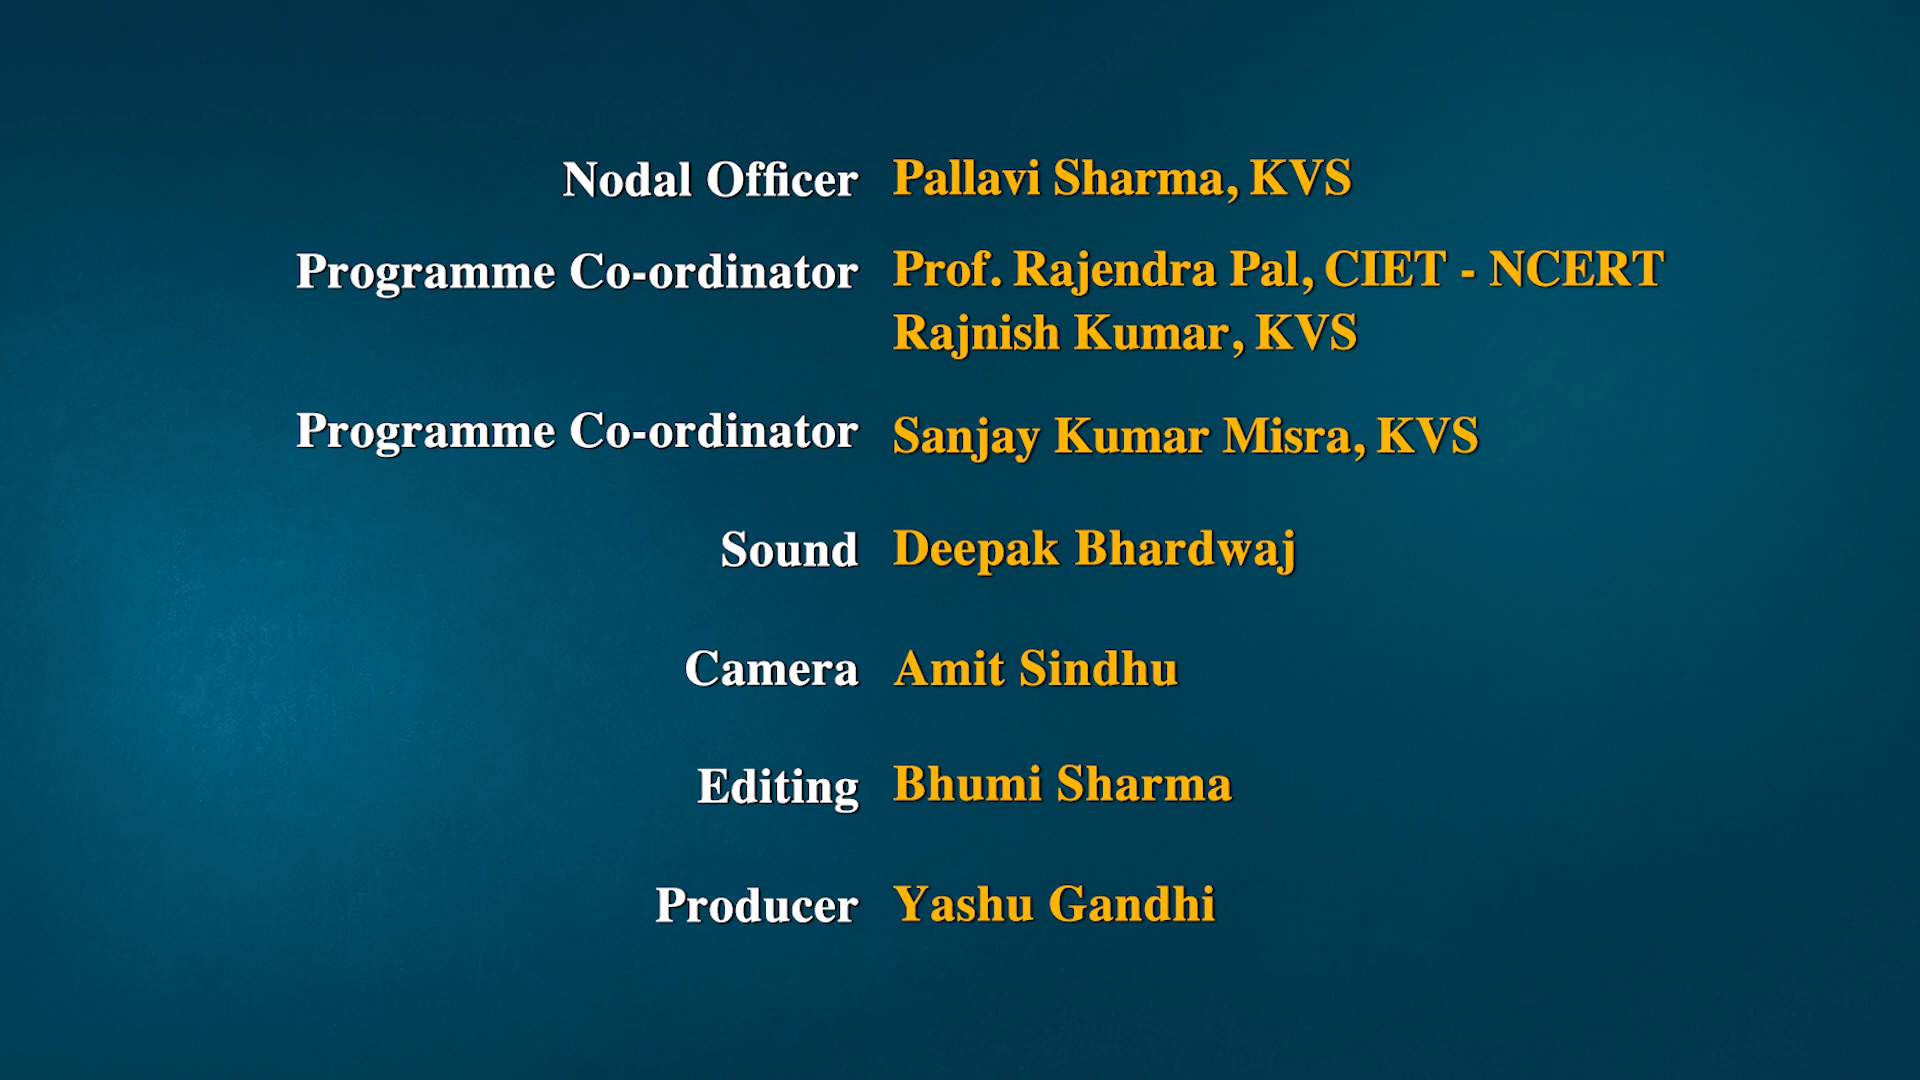 Nodal Officer Pallavi Sharma, KVS
Programme Co-ordinator Prof. Rajendra Pal, CIET - NCERT
Rajnish Kumar, KVS
Programme Co-ordinator Sanjay Kumar Misra, KVS
Sound Deepak Bhardwaj
Camera Amit Sindhu
Editing Bhumi Sharma
Producer Yashu Gandhi